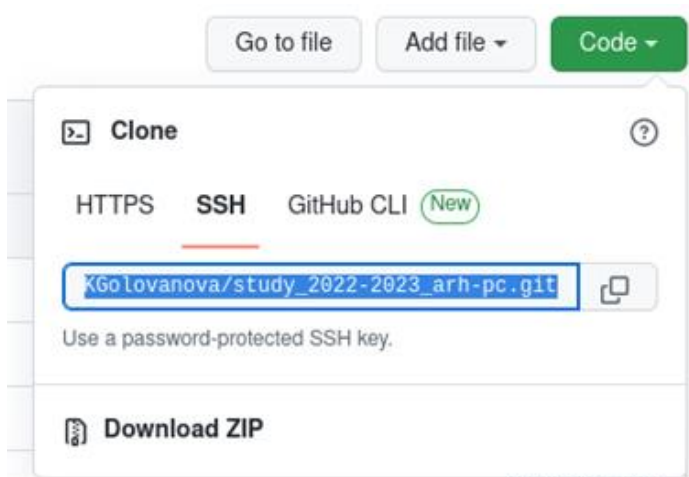 Go to file Add file Code
Clone
HTTPS SSH GitHub CLI New
KGolovanova/study_2022-2023_arh-pc.git
Use a password-protected SSH key.
Download ZIP